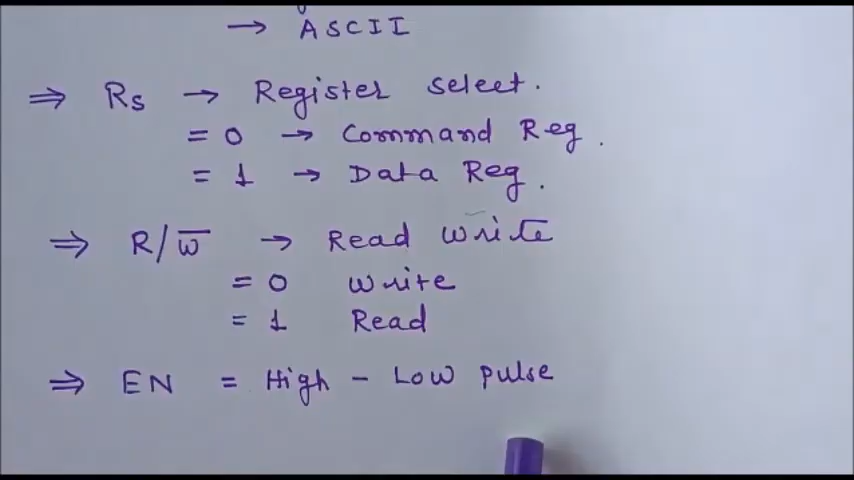 → ASCII
⇒ Rs → Register select.
= 0 → Command Reg.
= 1 → Data Reg.
⇒ R/w̅ → Read Write
= 0 Write
= 1 Read
⇒ EN = High - Low pulse